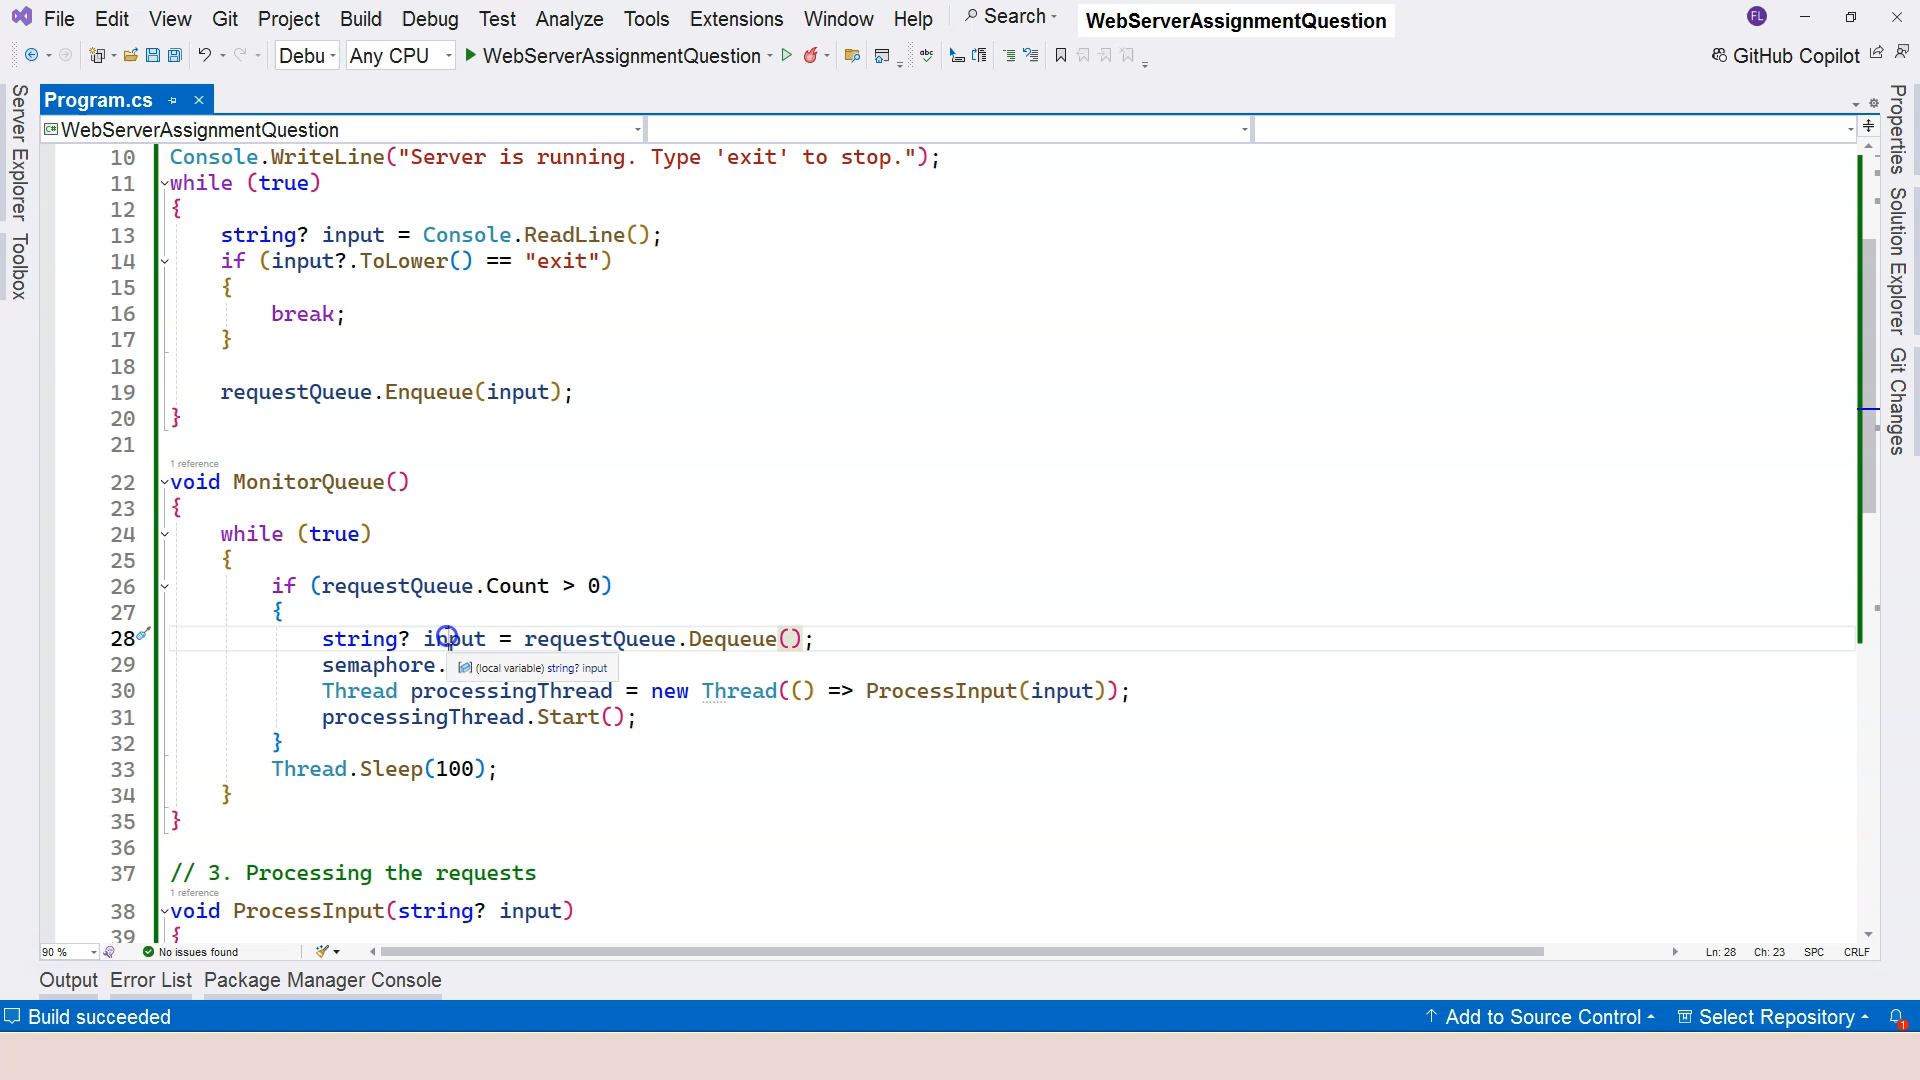 File Edit View Git Project Build Debug Test Analyze Tools Extensions Window Help Search WebServerAssignmentQuestion FL
Debu Any CPU WebServerAssignmentQuestion abc GitHub Copilot
Program.cs
C# WebServerAssignmentQuestion
Server Explorer
Toolbox
10 Console.WriteLine("Server is running. Type 'exit' to stop.");
11 while (true)
12 {
13 string? input = Console.ReadLine();
14 if (input?.ToLower() == "exit")
15 {
16 break;
17 }
18
19 requestQueue.Enqueue(input);
20 }
21
1 reference
22 void MonitorQueue()
23 {
24 while (true)
25 {
26 if (requestQueue.Count > 0)
27 {
28 string? input = requestQueue.Dequeue();
29 semaphore.
(local variable) string? input
30 Thread processingThread = new Thread(() => ProcessInput(input));
31 processingThread.Start();
32 }
33 Thread.Sleep(100);
34 }
35 }
36
37 // 3. Processing the requests
1 reference
38 void ProcessInput(string? input)
39 {
Properties
Solution Explorer
Git Changes
90 % No issues found Ln: 28 Ch: 23 SPC CRLF
Output Error List Package Manager Console
Build succeeded Add to Source Control Select Repository 1